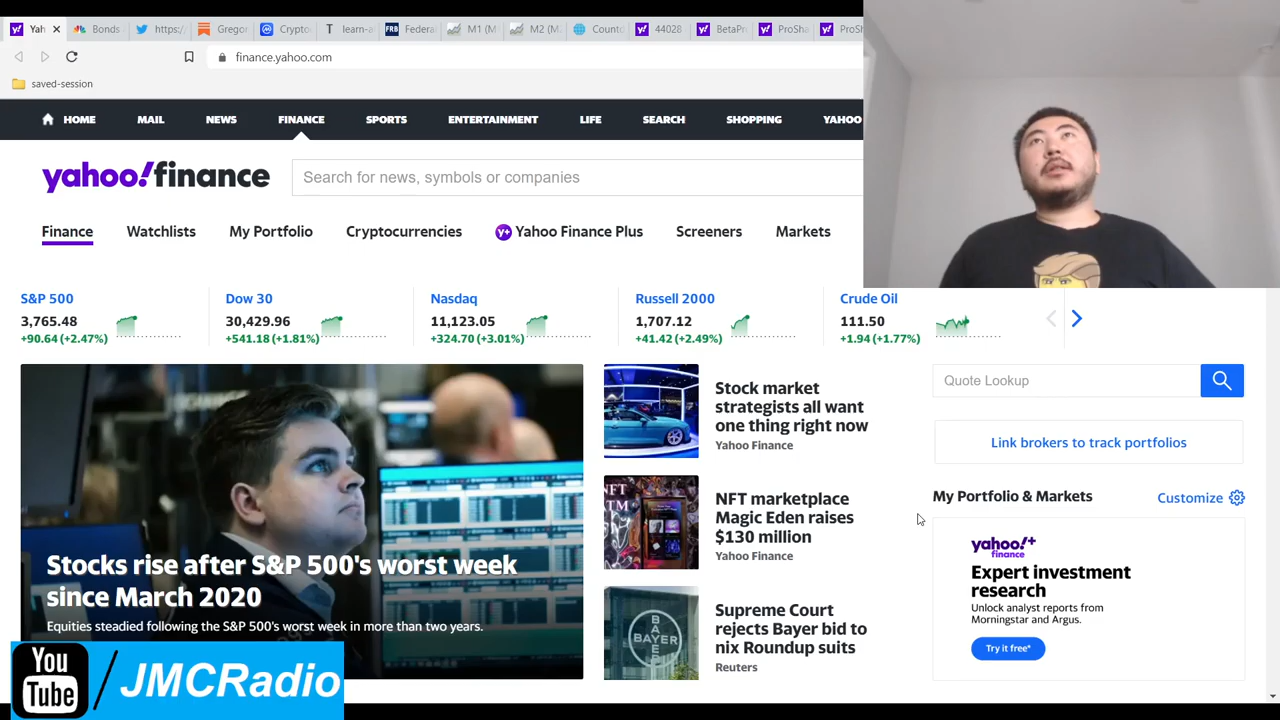 Yah
Bonds
https:/
Gregor
Crypto
learn-a
FRB
Federa
M1 (M
M2 (M
Counto
44028
BetaPr
ProSha
ProSh
finance.yahoo.com
saved-session
HOME
MAIL
NEWS
FINANCE
SPORTS
ENTERTAINMENT
LIFE
SEARCH
SHOPPING
YAHOO
yahoo!finance
Search for news, symbols or companies
Finance
Watchlists
My Portfolio
Cryptocurrencies
Yahoo Finance Plus
Screeners
Markets
S&P 500
3,765.48
+90.64 (+2.47%)
Dow 30
30,429.96
+541.18 (+1.81%)
Nasdaq
11,123.05
+324.70 (+3.01%)
Russell 2000
1,707.12
+41.42 (+2.49%)
Crude Oil
111.50
+1.94 (+1.77%)
Stocks rise after S&P 500's worst week
since March 2020
Equities steadied following the S&P 500's worst week in more than two years.
Stock market
strategists all want
one thing right now
Yahoo Finance
NFT marketplace
Magic Eden raises
$130 million
Yahoo Finance
BAYER
Supreme Court
rejects Bayer bid to
nix Roundup suits
Reuters
Quote Lookup
Link brokers to track portfolios
My Portfolio & Markets
Customize
yahoo!+
finance
Expert investment
research
Unlock analyst reports from
Morningstar and Argus.
Try it free*
You
Tube
/JMCRadio